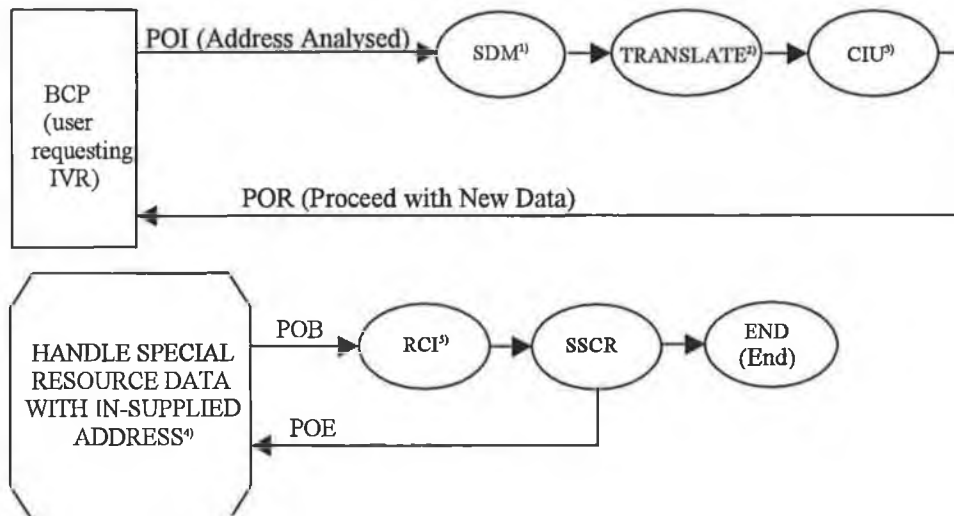 POI (Address Analysed)
SDM¹⁾
TRANSLATE²⁾
CIU³⁾
BCP
(user
requesting
IVR)
POR (Proceed with New Data)
HANDLE SPECIAL
RESOURCE DATA
WITH IN-SUPPLIED
ADDRESS⁴⁾
POB
RCI⁵⁾
SSCR
END
(End)
POE